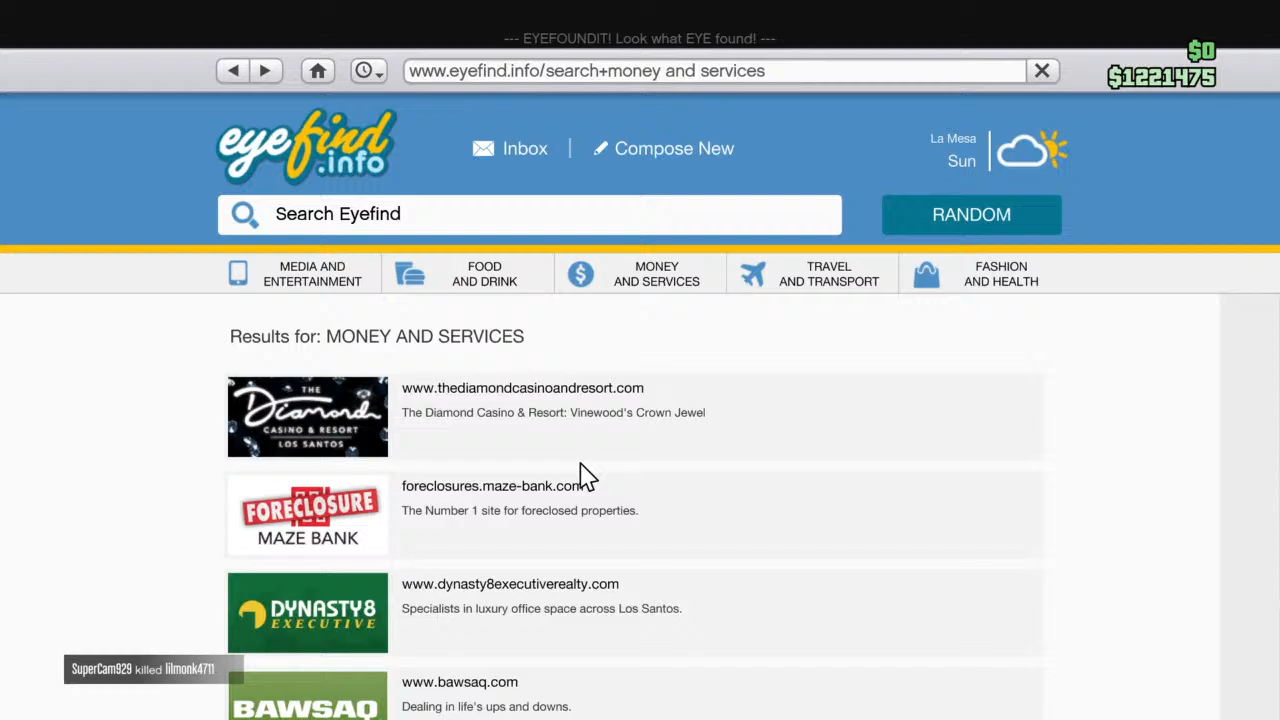 --- EYEFOUNDIT! Look what EYE found! ---
$0
www.eyefind.info/search+money and services
$1221475
eyefind
.info
Inbox
Compose New
La Mesa
Sun
Search Eyefind
RANDOM
MEDIA AND
ENTERTAINMENT
FOOD
AND DRINK
MONEY
AND SERVICES
TRAVEL
AND TRANSPORT
FASHION
AND HEALTH
Results for: MONEY AND SERVICES
THE
Diamond
CASINO & RESORT
LOS SANTOS
www.thediamondcasinoandresort.com
The Diamond Casino & Resort: Vinewood's Crown Jewel
FORECLOSURE
MAZE BANK
foreclosures.maze-bank.com
The Number 1 site for foreclosed properties.
DYNASTY8
EXECUTIVE
www.dynasty8executiverealty.com
Specialists in luxury office space across Los Santos.
SuperCam929 killed lilmonk4711
BAWSAQ
www.bawsaq.com
Dealing in life's ups and downs.